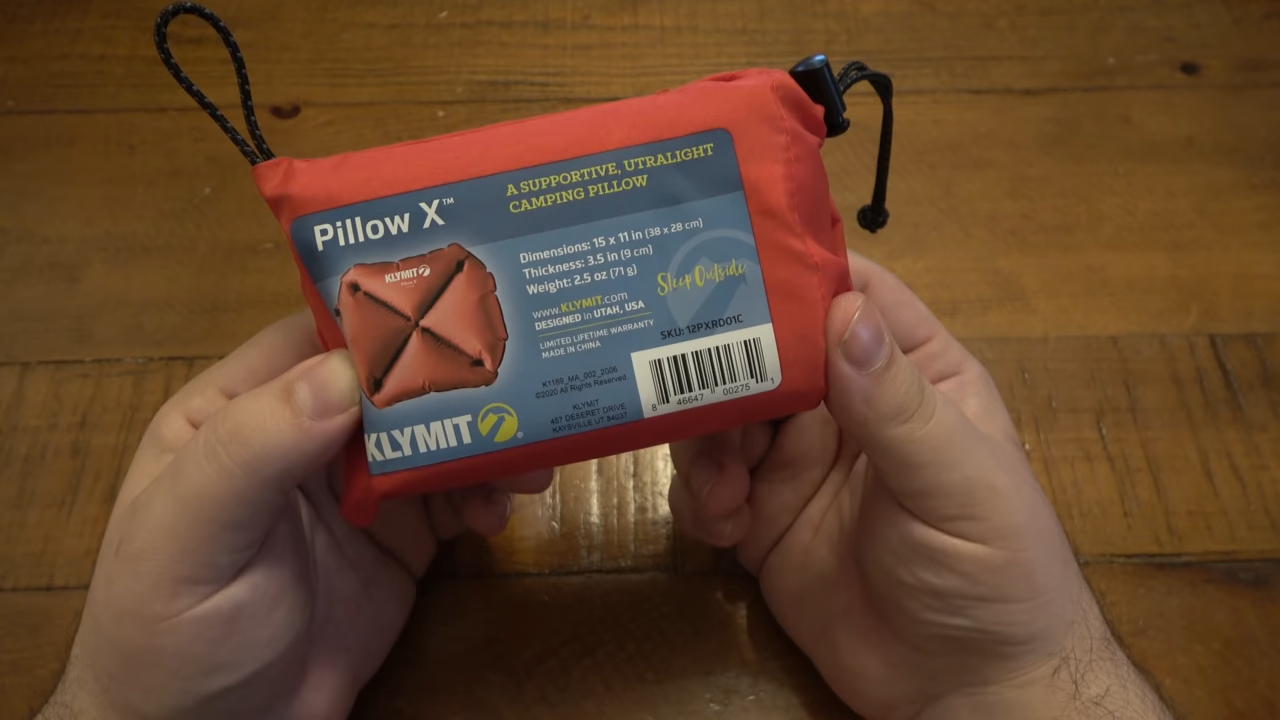 Pillow X™
A SUPPORTIVE, UTRALIGHT
CAMPING PILLOW
KLYMIT
Pillow X
Dimensions: 15 x 11 in (38 x 28 cm)
Thickness: 3.5 in (9 cm)
Weight: 2.5 oz (71 g)
Sleep Outside
www.KLYMIT.com
DESIGNED in UTAH, USA
LIMITED LIFETIME WARRANTY
MADE IN CHINA
SKU: 12PXRD01C
K1169_MA_002_2006
©2020 All Rights Reserved.
KLYMIT
457 DESERET DRIVE
KAYSVILLE UT 84037
8 46647 00275 1
KLYMIT®